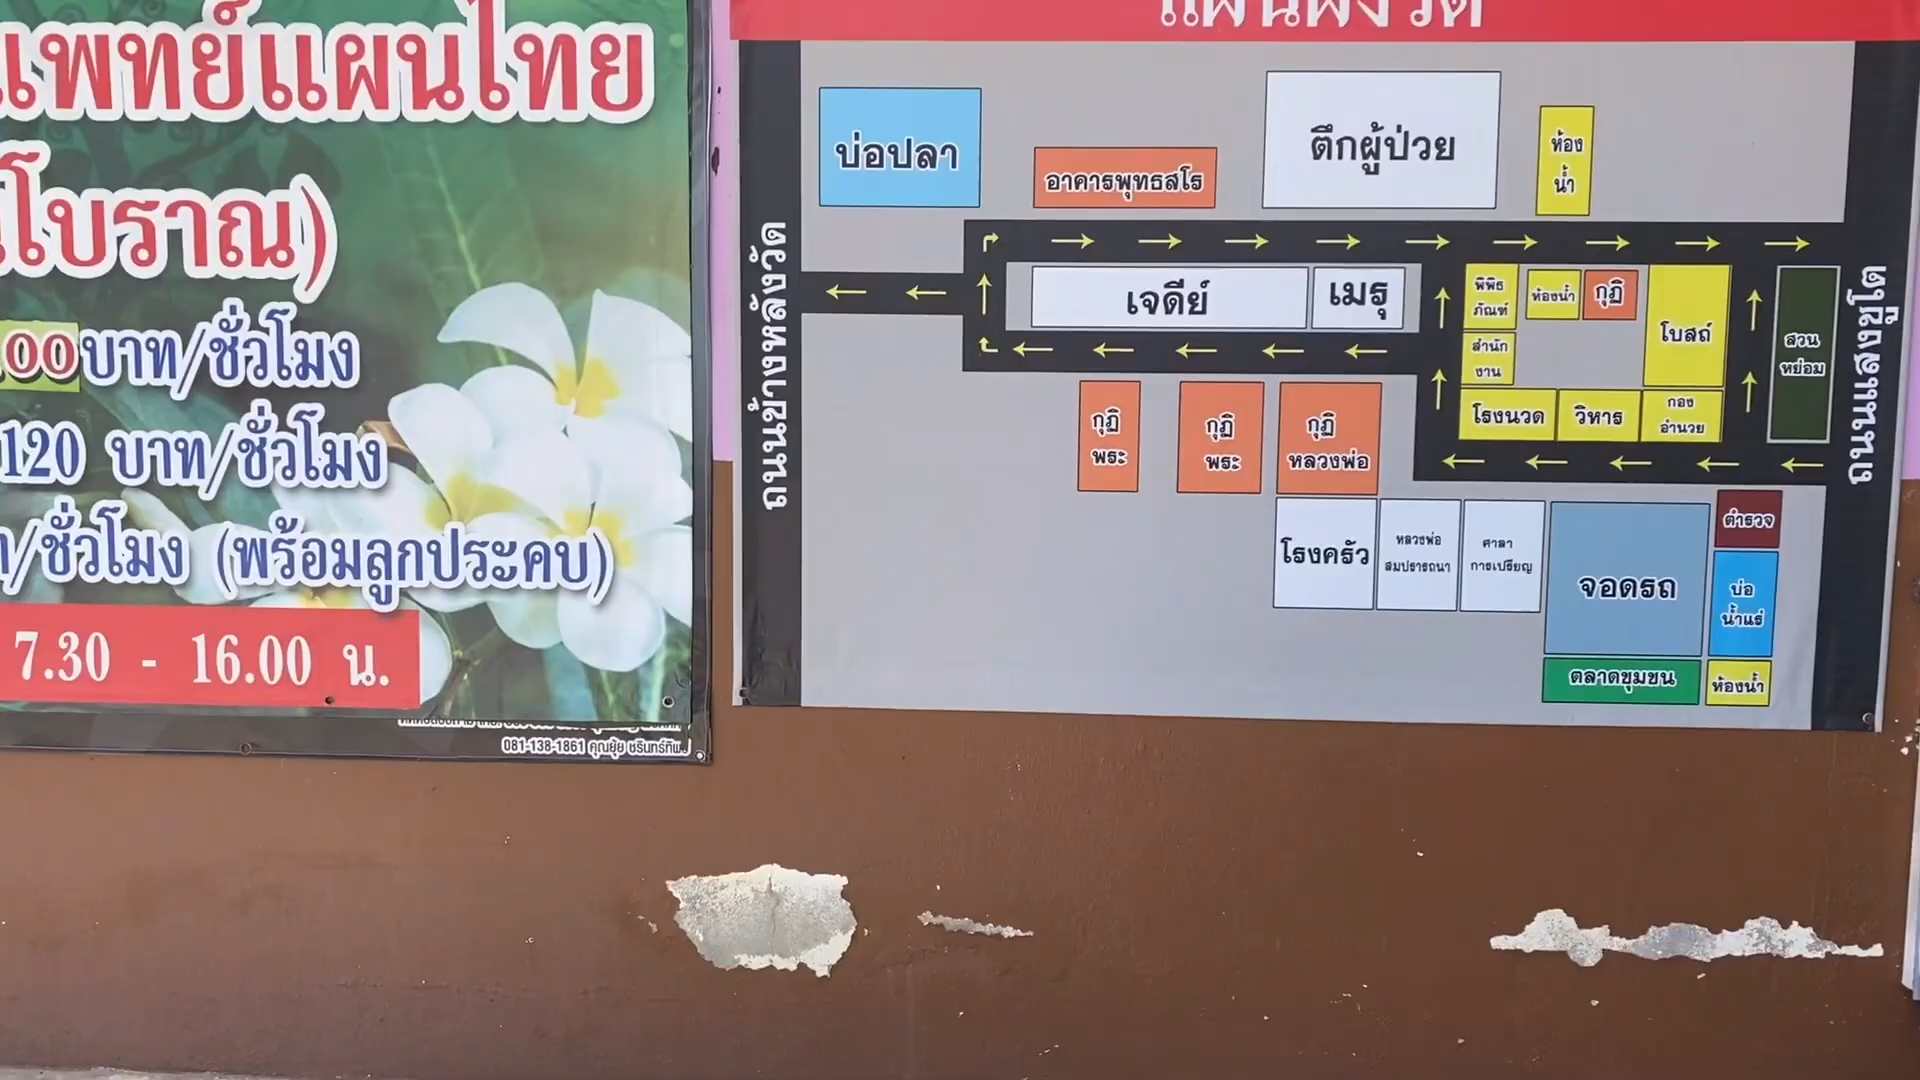 แพทย์แผนไทย
โบราณ)
00บาท/ชั่วโมง
120 บาท/ชั่วโมง
/ชั่วโมง (พร้อมลูกประคบ)
7.30 - 16.00 น.
081-138-1861 คุณยุ้ย ชรินทร์ทิพย์
แผนผังวัด
บ่อปลา
อาคารพุทธสโร
ตึกผู้ป่วย
ห้อง
น้ำ
ถนนข้างหลังวัด
เจดีย์
เมรุ
พิพิธ
ภัณฑ์
ห้องน้ำ
กุฏิ
โบสถ์
สำนัก
งาน
สวน
หย่อม
โรงนวด
วิหาร
กอง
อำนวย
ถนนแสงชูโต
กุฏิ
พระ
กุฏิ
พระ
กุฏิ
หลวงพ่อ
โรงครัว
หลวงพ่อ
สมปรารถนา
ศาลา
การเปรียญ
จอดรถ
ตำรวจ
บ่อ
น้ำแร่
ตลาดชุมชน
ห้องน้ำ